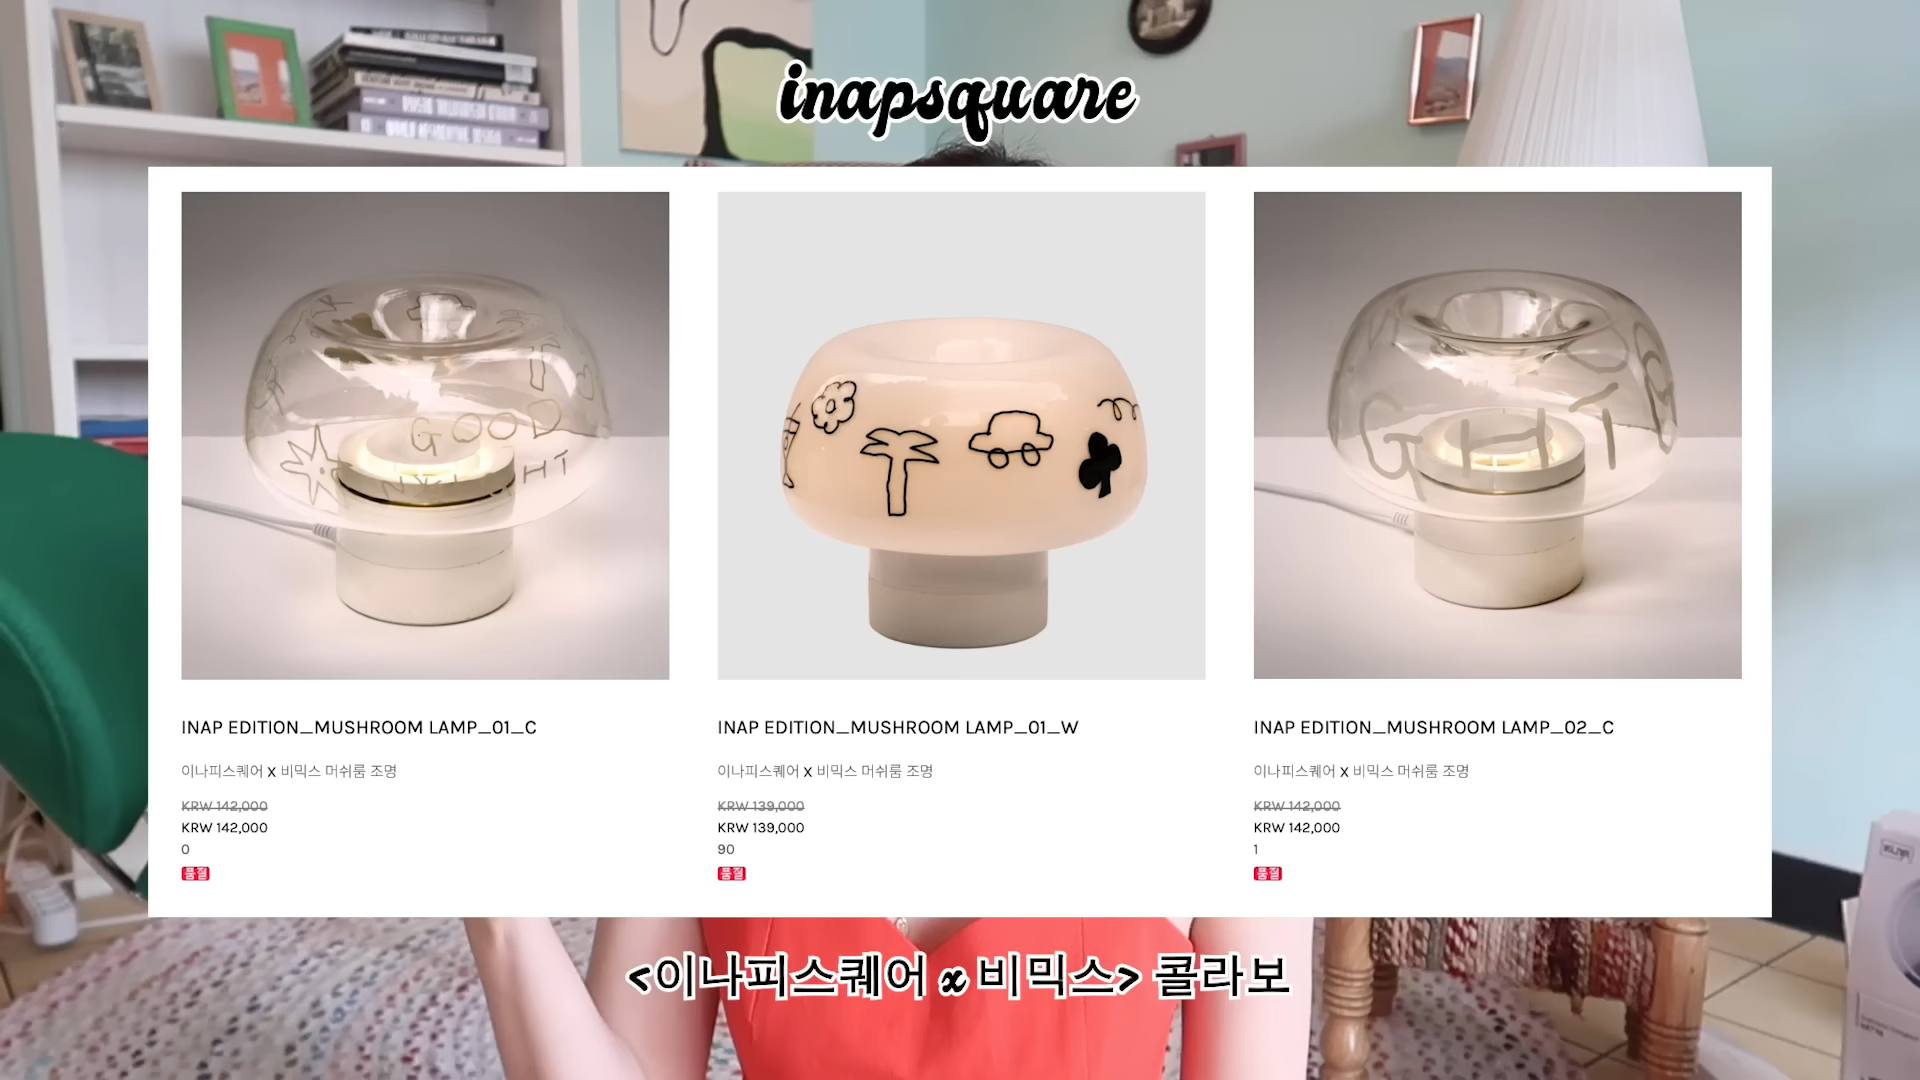 inapsquare
GOOD
GHT
INAP EDITION_MUSHROOM LAMP_01_C
이나피스퀘어 X 비믹스 머쉬룸 조명
KRW 142,000
KRW 142,000
0
품절
INAP EDITION_MUSHROOM LAMP_01_W
이나피스퀘어 X 비믹스 머쉬룸 조명
KRW 139,000
KRW 139,000
90
품절
INAP EDITION_MUSHROOM LAMP_02_C
이나피스퀘어 X 비믹스 머쉬룸 조명
KRW 142,000
KRW 142,000
1
품절
<이나피스퀘어 x 비믹스> 콜라보